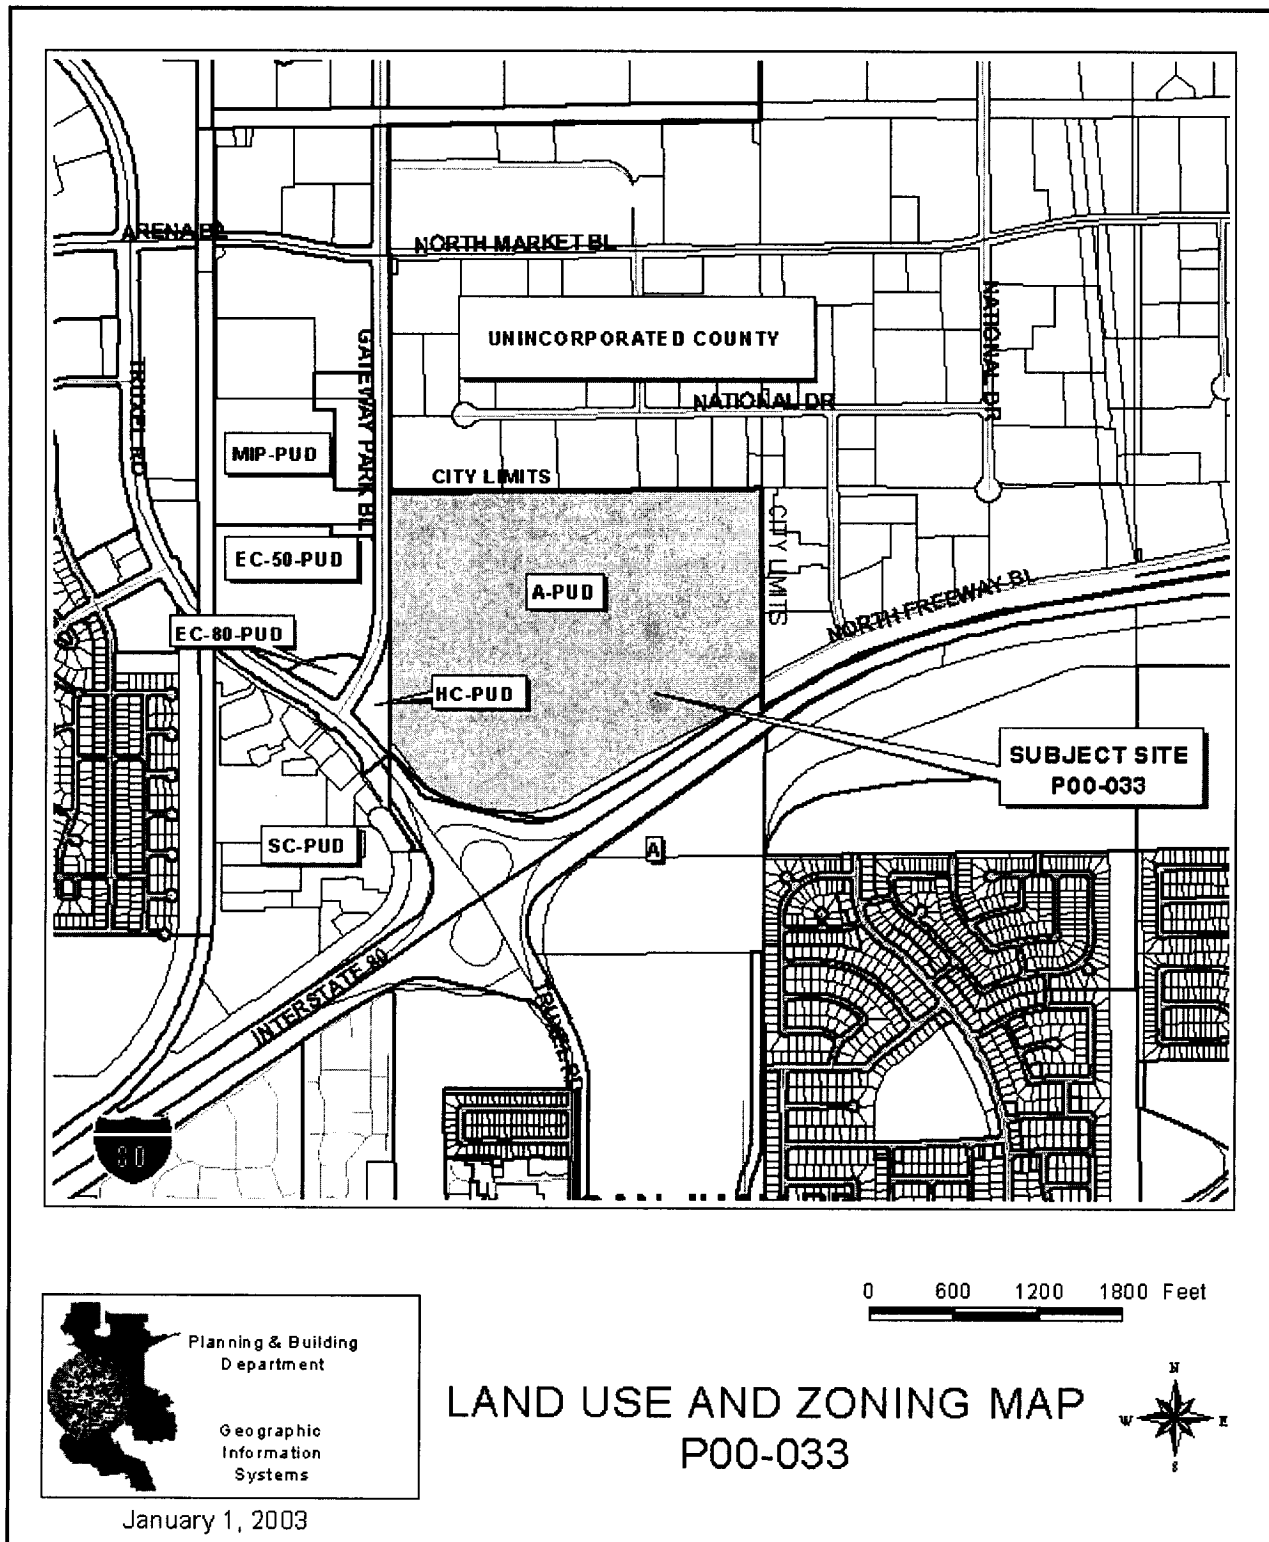 ARENA BL
NORTH MARKET BL
UNINCORPORATED COUNTY
NATIONAL DR
TRUXEL RD
GATEWAY PARK BL
NATIONAL DR
MIP-PUD
CITY LIMITS
CITY LIMITS
EC-50-PUD
A-PUD
NORTH FREEWAY BL
EC-80-PUD
HC-PUD
SUBJECT SITE
P00-033
SC-PUD
A
INTERSTATE 80
TRUXEL RD
80
0 600 1200 1800 Feet
Planning & Building
Department
Geographic
Information
Systems
LAND USE AND ZONING MAP
P00-033
N
W E
S
January 1, 2003